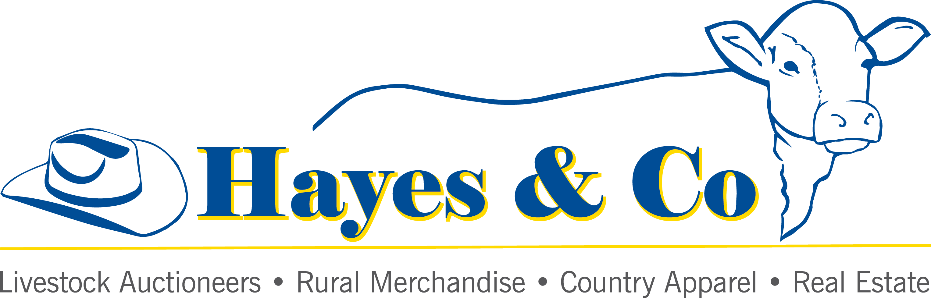 Hayes & Co
Livestock Auctioneers • Rural Merchandise • Country Apparel • Real Estate